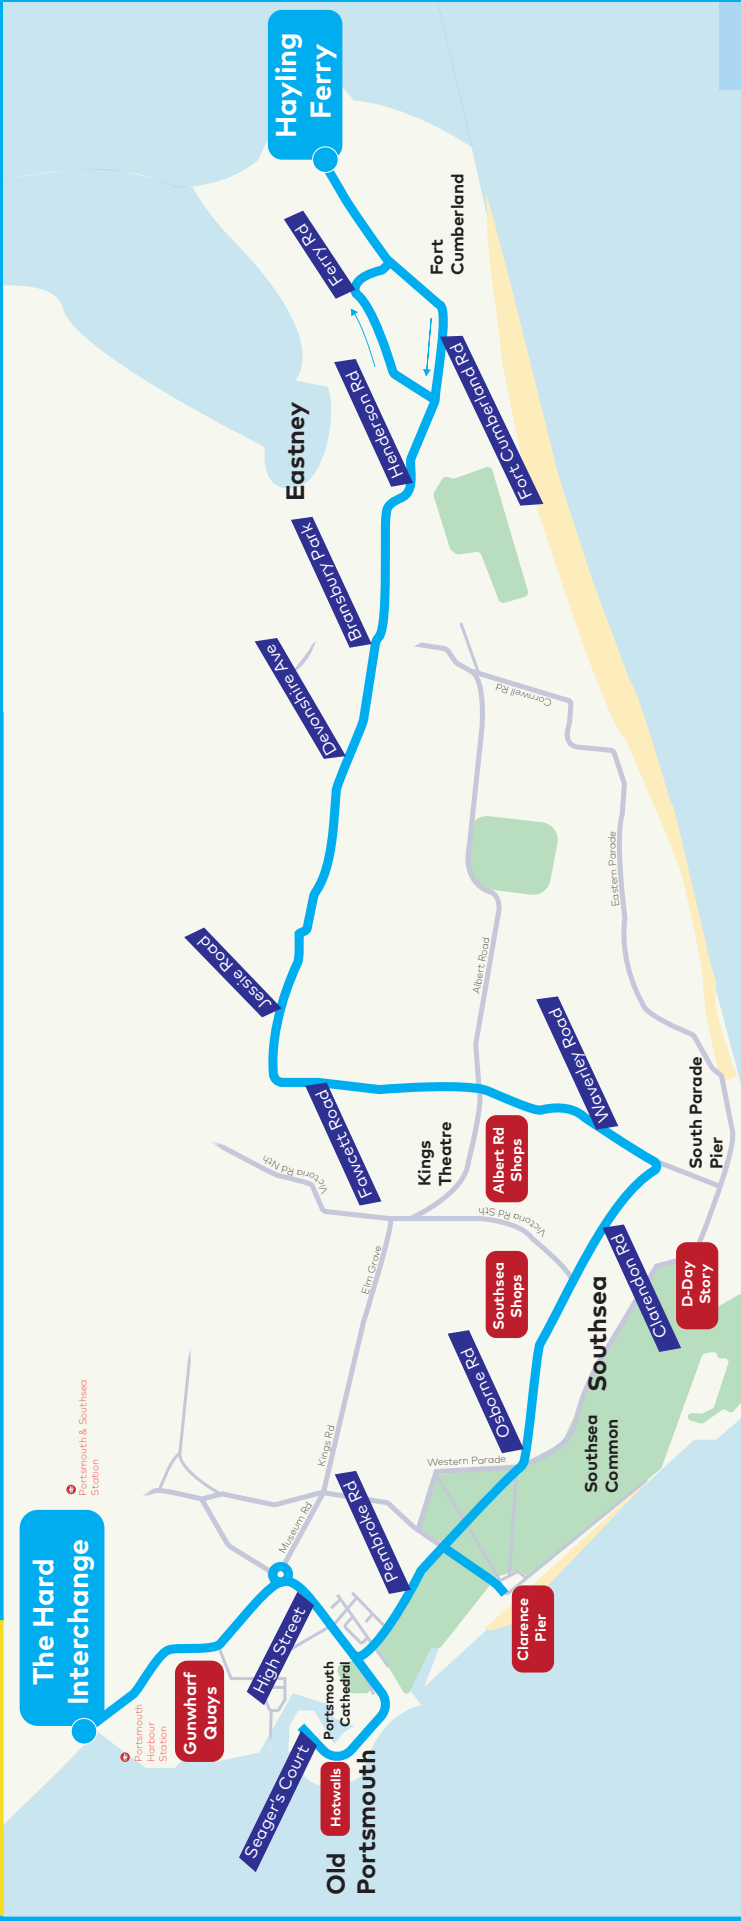 The Hard
Interchange
Portsmouth & Southsea
Station
Portsmouth
Harbour
Station
Gunwharf
Quays
High Street
Seager's Court
Hotwalls
Old
Portsmouth
Portsmouth
Cathedral
Museum Rd
Kings Rd
Pembroke Rd
Clarence
Pier
Western Parade
Osborne Rd
Southsea
Common
Southsea
Southsea
Shops
Elm Grove
Victoria Rd Nth
Victoria Rd Sth
Clarendon Rd
D-Day
Story
Kings
Theatre
Albert Rd
Shops
Fawcett Road
Jessie Road
Waverley Road
South Parade
Pier
Albert Road
Eastern Parade
Cornwell Rd
Devonshire Ave
Bransbury Park
Eastney
Henderson Rd
Ferry Rd
Fort Cumberland Rd
Fort
Cumberland
Hayling
Ferry